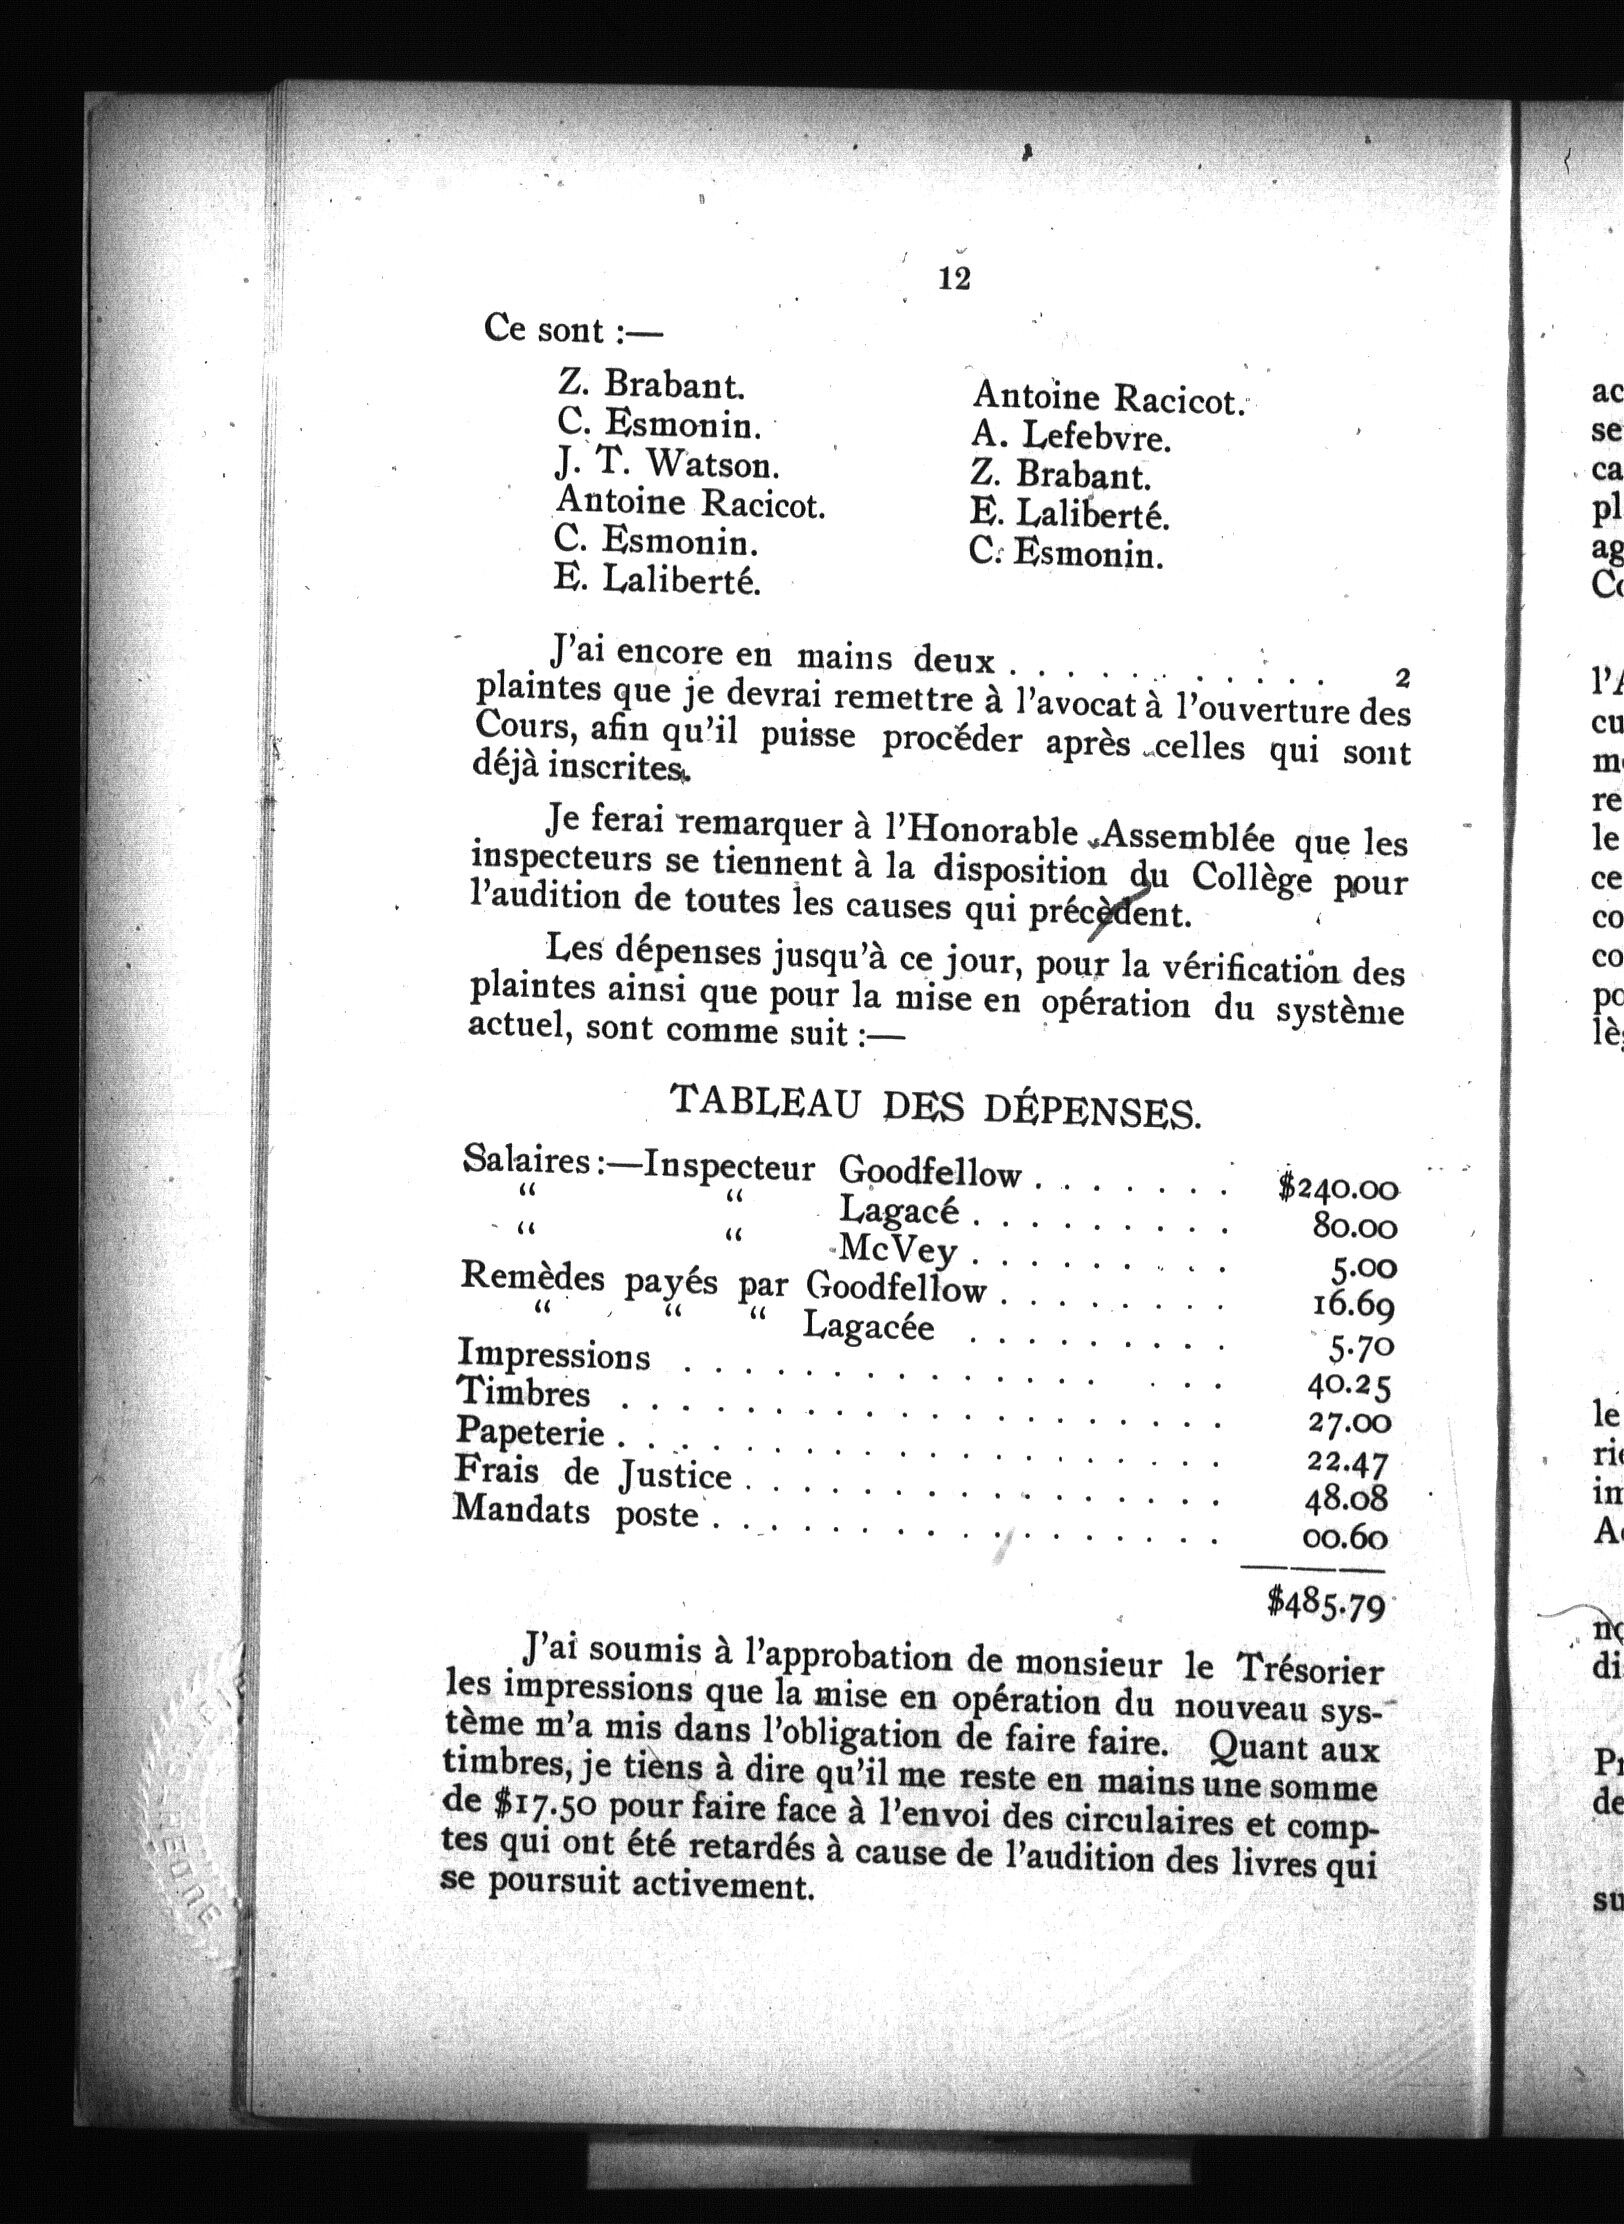 12
Ce sont :—
Z. Brabant.
C. Esmonin.
J. T. Watson.
Antoine Racicot.
C. Esmonin.
E. Laliberté.
Antoine Racicot.
A. Lefebvre.
Z. Brabant.
E. Laliberté.
C. Esmonin.
J'ai encore en mains deux . . . . . . . . . . . 2
plaintes que je devrai remettre à l'avocat à l'ouverture des
Cours, afin qu'il puisse procéder après celles qui sont
déjà inscrites.
Je ferai remarquer à l'Honorable Assemblée que les
inspecteurs se tiennent à la disposition du Collège pour
l'audition de toutes les causes qui précèdent.
Les dépenses jusqu'à ce jour, pour la vérification des
plaintes ainsi que pour la mise en opération du système
actuel, sont comme suit :—
TABLEAU DES DÉPENSES.
Salaires:—Inspecteur Goodfellow . . . . . . . $240.00
“ “ Lagacé . . . . . . . . . 80.00
“ “ McVey . . . . . . . . . 5.00
Remèdes payés par Goodfellow . . . . . . . . 16.69
“ “ “ Lagacée . . . . . . . . . 5.70
Impressions . . . . . . . . . . . . . . . . . 40.25
Timbres . . . . . . . . . . . . . . . . . . . 27.00
Papeterie . . . . . . . . . . . . . . . . . . . 22.47
Frais de Justice . . . . . . . . . . . . . . . . 48.08
Mandats poste . . . . . . . . . . . . . . . . . 00.60
$485.79
J'ai soumis à l'approbation de monsieur le Trésorier
les impressions que la mise en opération du nouveau sys-
tème m'a mis dans l'obligation de faire faire. Quant aux
timbres, je tiens à dire qu'il me reste en mains une somme
de $17.50 pour faire face à l'envoi des circulaires et comp-
tes qui ont été retardés à cause de l'audition des livres qui
se poursuit activement.